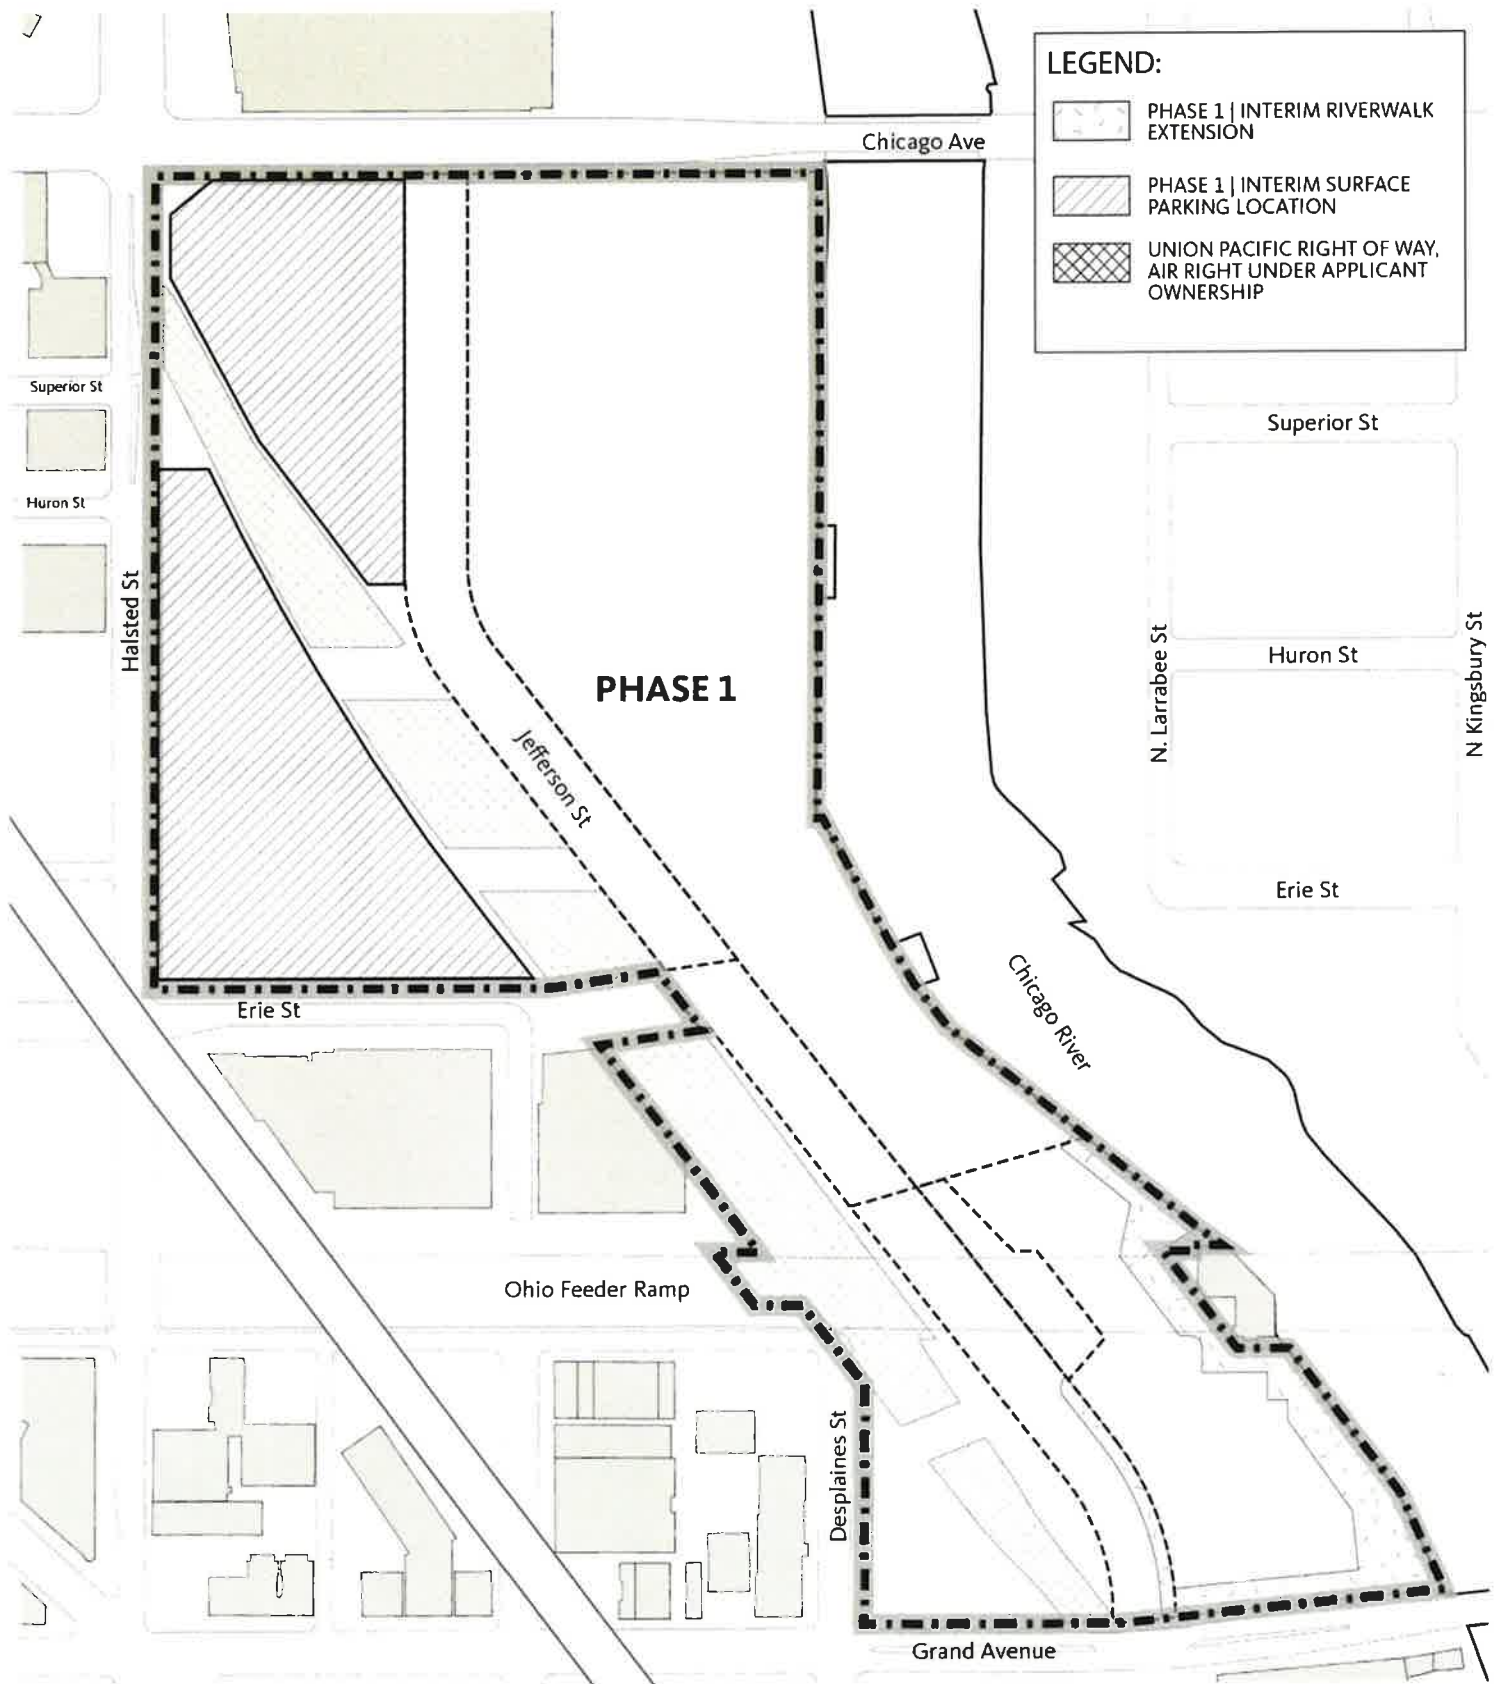 LEGEND:
PHASE 1 | INTERIM RIVERWALK
EXTENSION
PHASE 1 | INTERIM SURFACE
PARKING LOCATION
UNION PACIFIC RIGHT OF WAY,
AIR RIGHT UNDER APPLICANT
OWNERSHIP
Chicago Ave
Superior St
Superior St
Huron St
Halsted St
Huron St
N. Larrabee St
N Kingsbury St
PHASE 1
Jefferson St
Erie St
Chicago River
Erie St
Ohio Feeder Ramp
Desplaines St
Grand Avenue